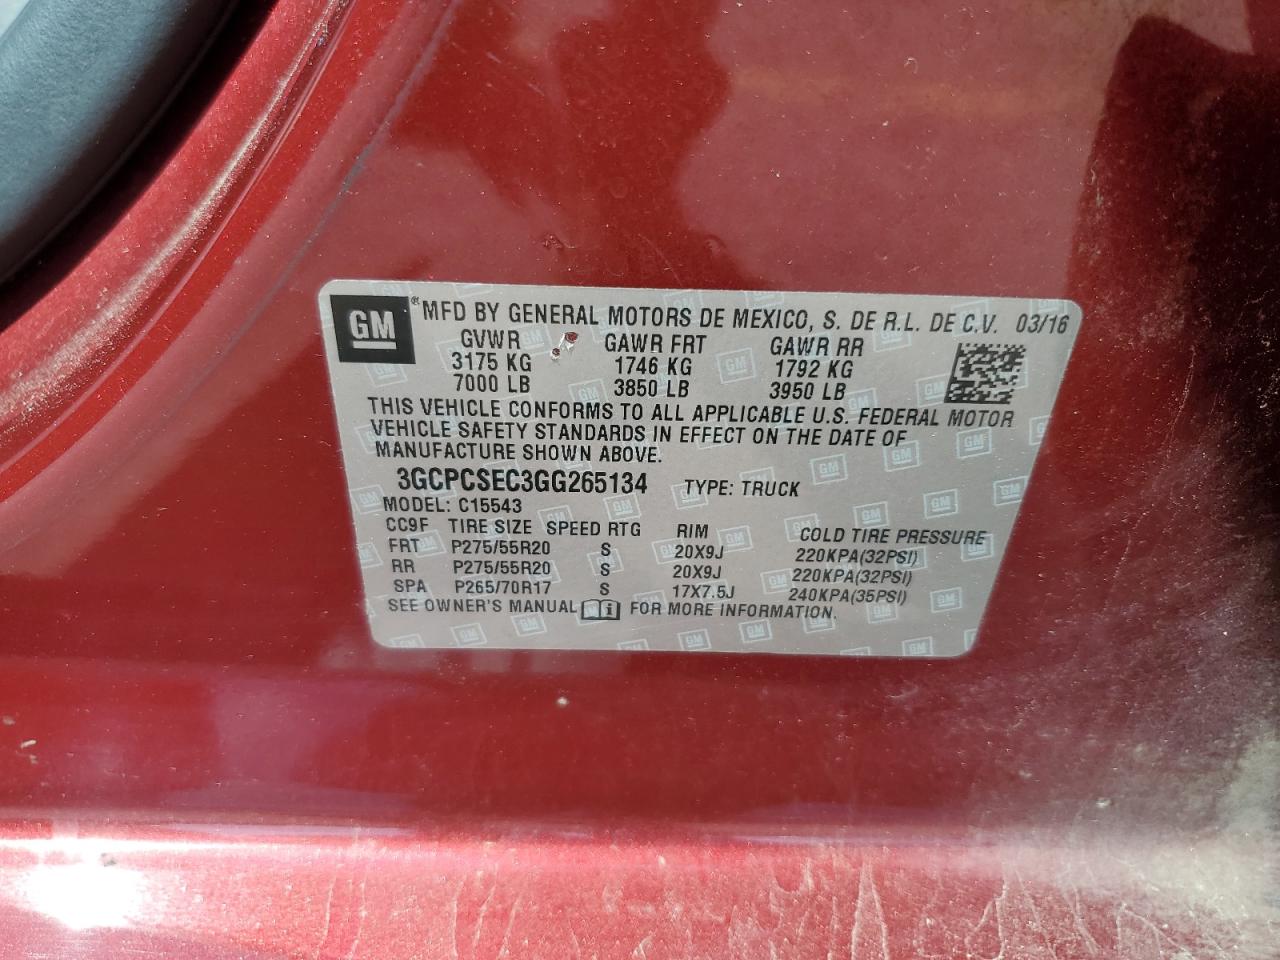 GM ® MFD BY GENERAL MOTORS DE MEXICO, S. DE R.L. DE C.V. 03/16
GVWR GAWR FRT GAWR RR
3175 KG 1746 KG 1792 KG
7000 LB 3850 LB 3950 LB
THIS VEHICLE CONFORMS TO ALL APPLICABLE U.S. FEDERAL MOTOR
VEHICLE SAFETY STANDARDS IN EFFECT ON THE DATE OF
MANUFACTURE SHOWN ABOVE.
3GCPCSEC3GG265134 TYPE: TRUCK
MODEL: C15543
CC9F TIRE SIZE SPEED RTG RIM COLD TIRE PRESSURE
FRT P275/55R20 S 20X9J 220KPA(32PSI)
RR P275/55R20 S 20X9J 220KPA(32PSI)
SPA P265/70R17 S 17X7.5J 240KPA(35PSI)
SEE OWNER'S MANUAL FOR MORE INFORMATION.